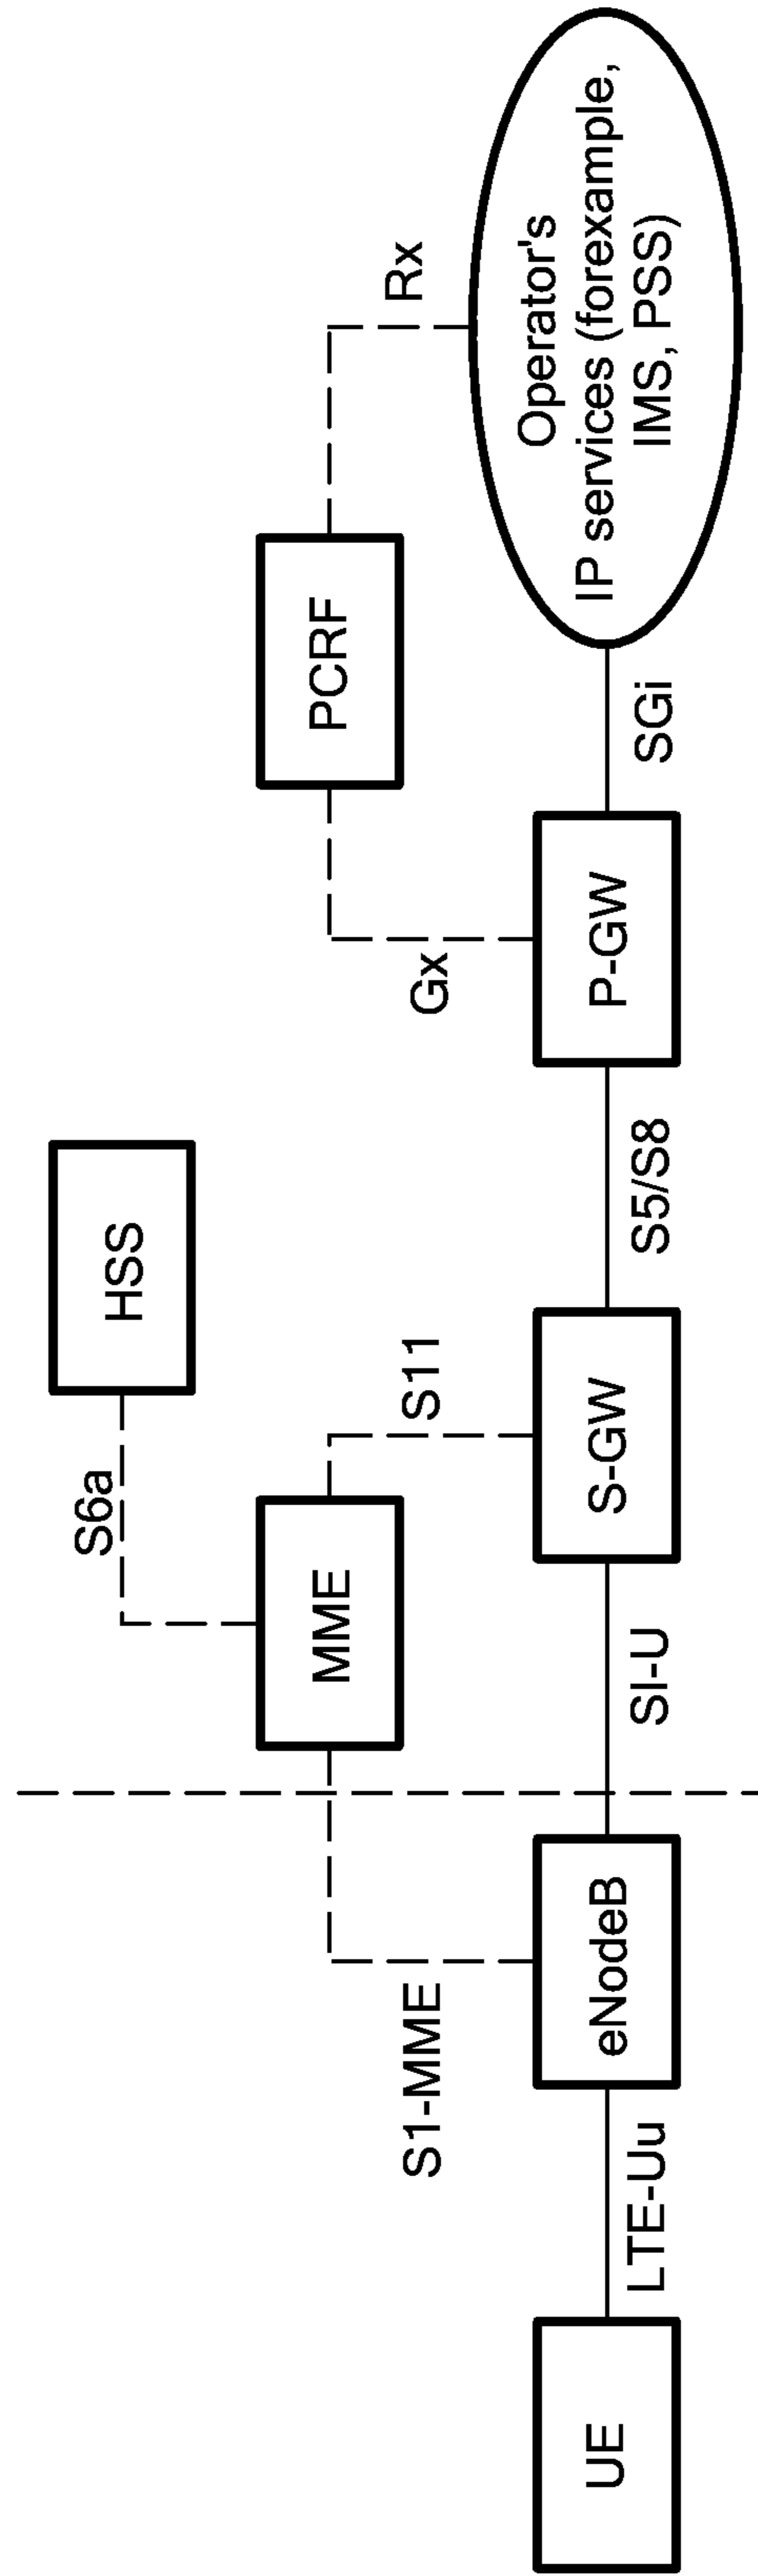 HSS
S6a
MME
PCRF
S1-MME
S11
Gx
Rx
UE
LTE-Uu
eNodeB
SI-U
S-GW
S5/S8
P-GW
SGi
Operator's
IP services (forexample,
IMS, PSS)